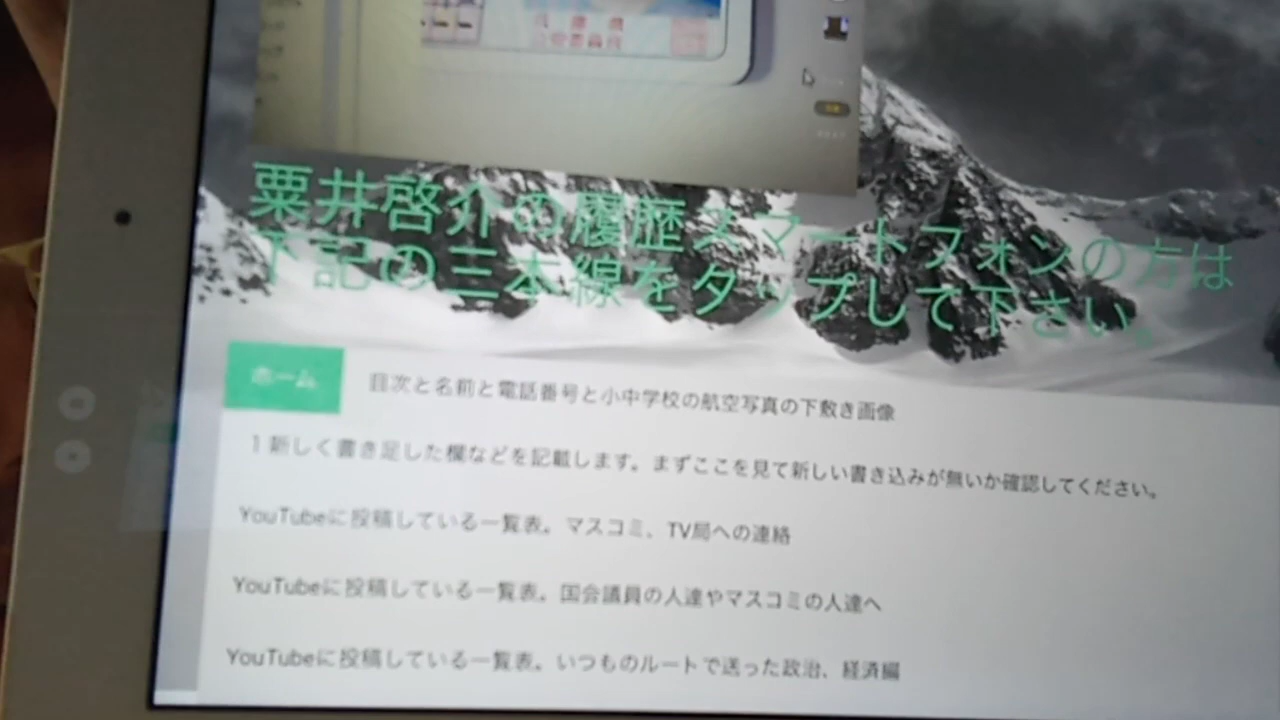 粟井啓介の履歴スマートフォンの方は
下記の三本線をタップして下さい。
ホーム
目次と名前と電話番号と小中学校の航空写真の下敷き画像
1 新しく書き足した欄などを記載します。まずここを見て新しい書き込みが無いか確認してください。
YouTubeに投稿している一覧表。マスコミ、TV局への連絡
YouTubeに投稿している一覧表。国会議員の人達やマスコミの人達へ
YouTubeに投稿している一覧表。いつものルートで送った政治、経済編